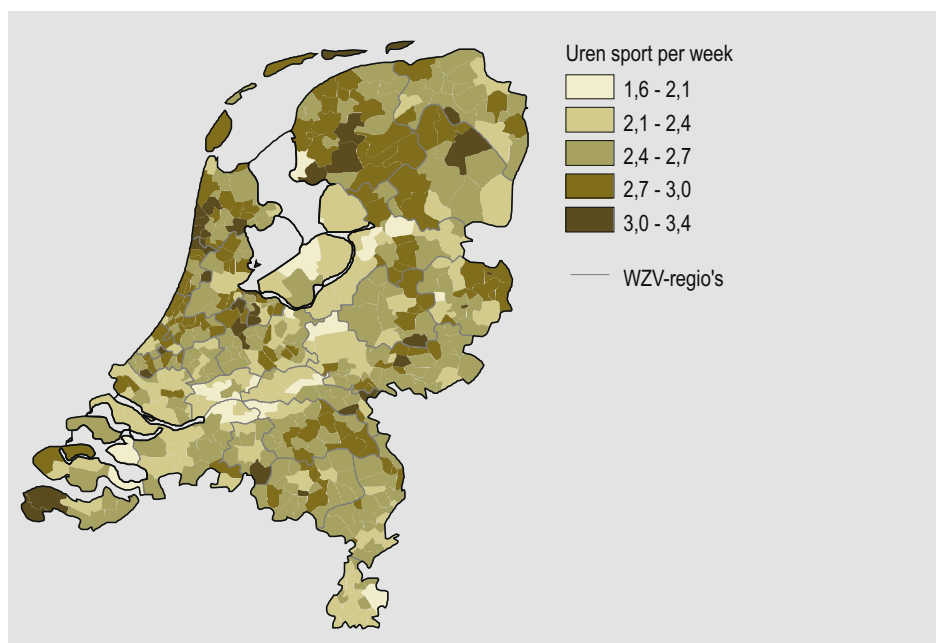 Uren sport per week
1,6 - 2,1
2,1 - 2,4
2,4 - 2,7
2,7 - 3,0
3,0 - 3,4
WZV-regio's